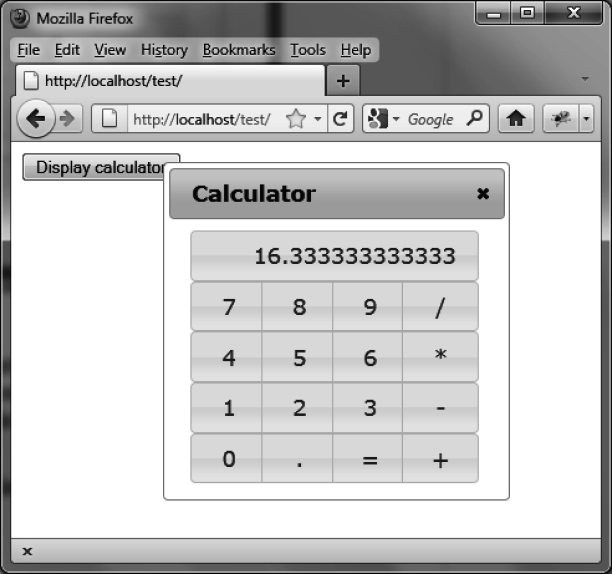 Mozilla Firefox
File Edit View History Bookmarks Tools Help
http://localhost/test/ +
http://localhost/test/ Google
Display calculator
Calculator
16.333333333333
7 8 9 /
4 5 6 *
1 2 3 -
0 . = +
x